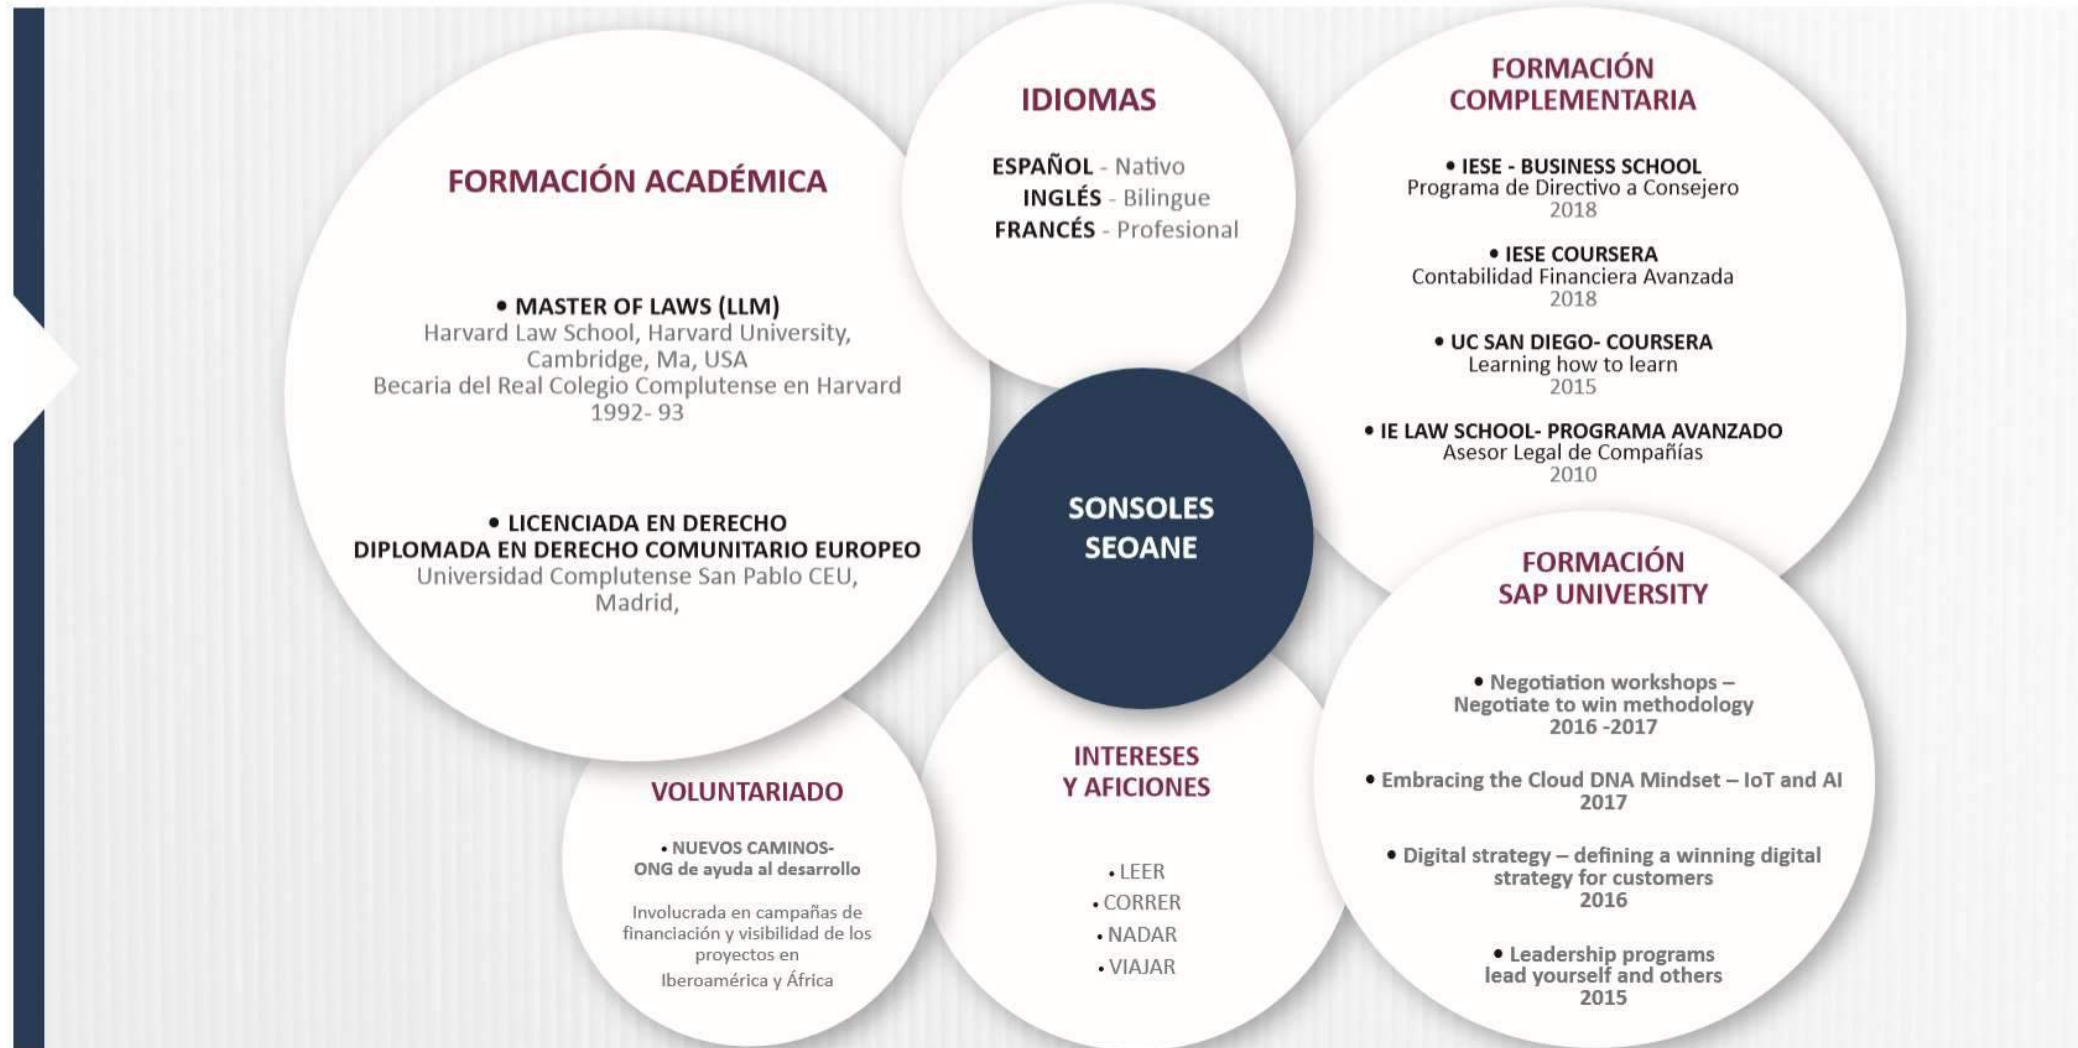 FORMACIÓN ACADÉMICA
• MASTER OF LAWS (LLM)
Harvard Law School, Harvard University,
Cambridge, Ma, USA
Becaria del Real Colegio Complutense en Harvard
1992- 93
• LICENCIADA EN DERECHO
DIPLOMADA EN DERECHO COMUNITARIO EUROPEO
Universidad Complutense San Pablo CEU,
Madrid,
IDIOMAS
ESPAÑOL - Nativo
INGLÉS - Bilingue
FRANCÉS - Profesional
FORMACIÓN
COMPLEMENTARIA
• IESE - BUSINESS SCHOOL
Programa de Directivo a Consejero
2018
• IESE COURSERA
Contabilidad Financiera Avanzada
2018
• UC SAN DIEGO- COURSERA
Learning how to learn
2015
• IE LAW SCHOOL- PROGRAMA AVANZADO
Asesor Legal de Compañías
2010
SONSOLES
SEOANE
FORMACIÓN
SAP UNIVERSITY
• Negotiation workshops –
Negotiate to win methodology
2016 -2017
• Embracing the Cloud DNA Mindset – IoT and AI
2017
• Digital strategy – defining a winning digital
strategy for customers
2016
• Leadership programs
lead yourself and others
2015
VOLUNTARIADO
• NUEVOS CAMINOS-
ONG de ayuda al desarrollo
Involucrada en campañas de
financiación y visibilidad de los
proyectos en
Iberoamérica y África
INTERESES
Y AFICIONES
• LEER
• CORRER
• NADAR
• VIAJAR